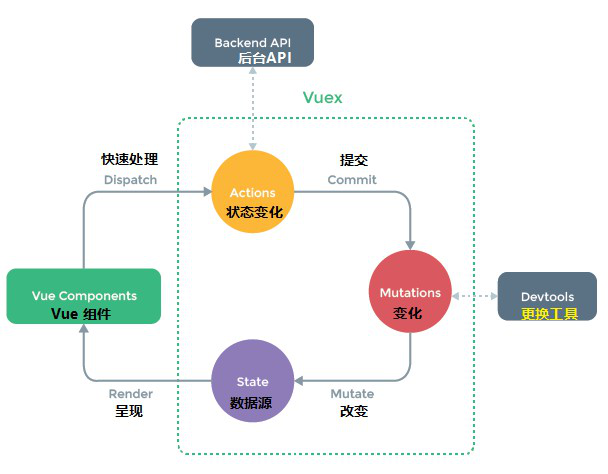 Backend API
后台API
Vuex
快速处理
Dispatch
提交
Commit
Actions
状态变化
Vue Components
Vue 组件
Mutations
变化
Devtools
更换工具
State
数据源
Render
呈现
Mutate
改变